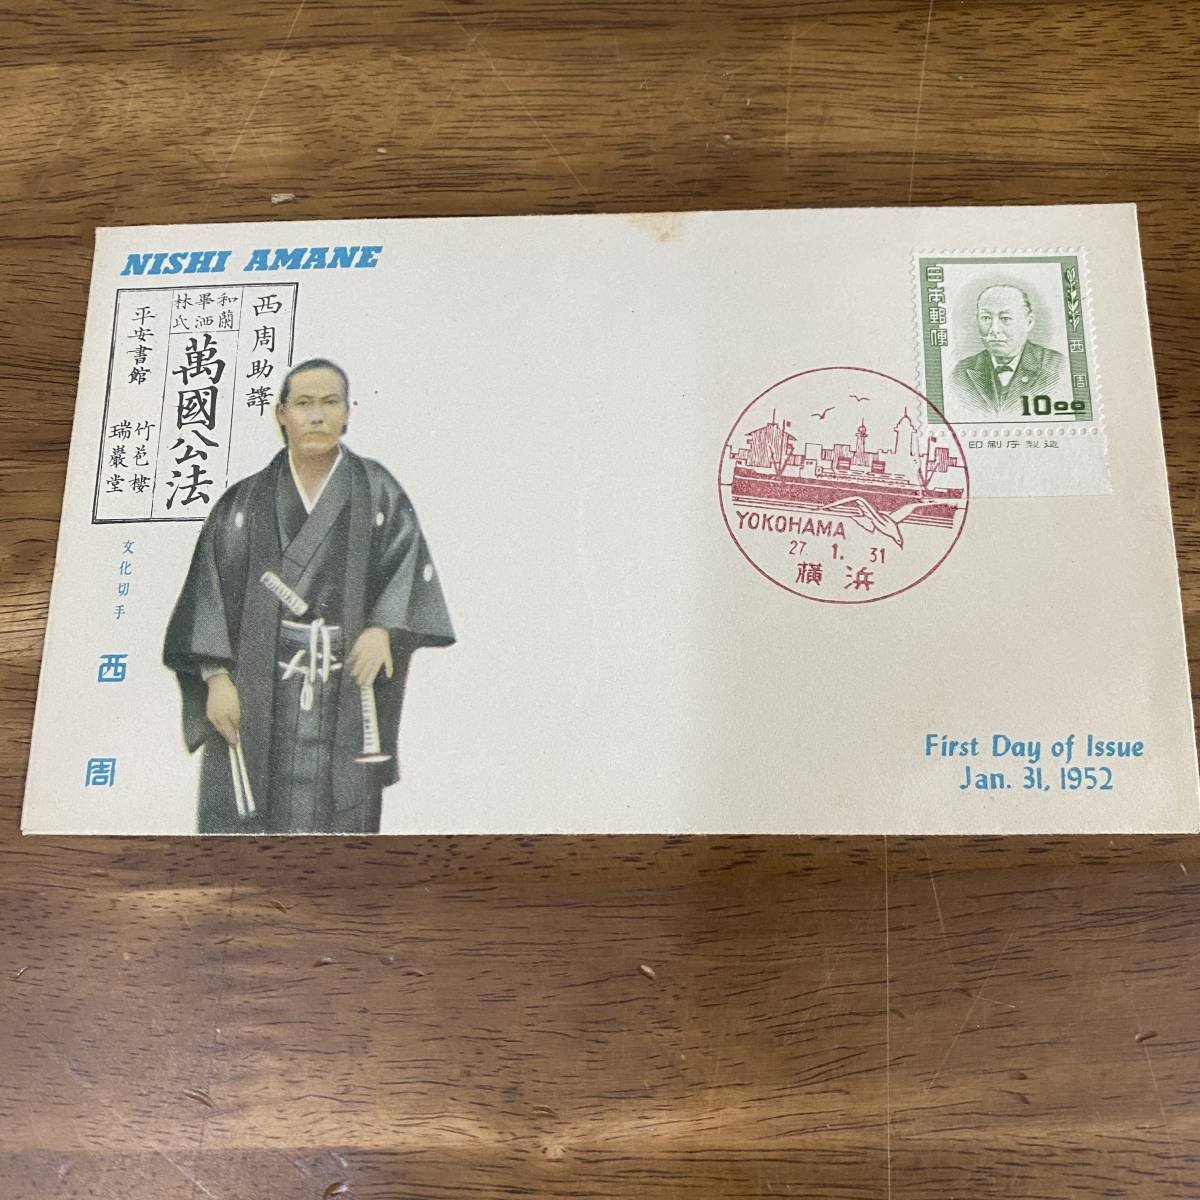 NISHI AMANE
西周助譯
和蘭
畢洒
林氏
萬國公法
平安書館
竹苞樓
瑞巖堂
文化切手
西
周
日本郵便
西周
1000
印刷庁製造
YOKOHAMA
27. 1. 31
横浜
First Day of Issue
Jan. 31, 1952